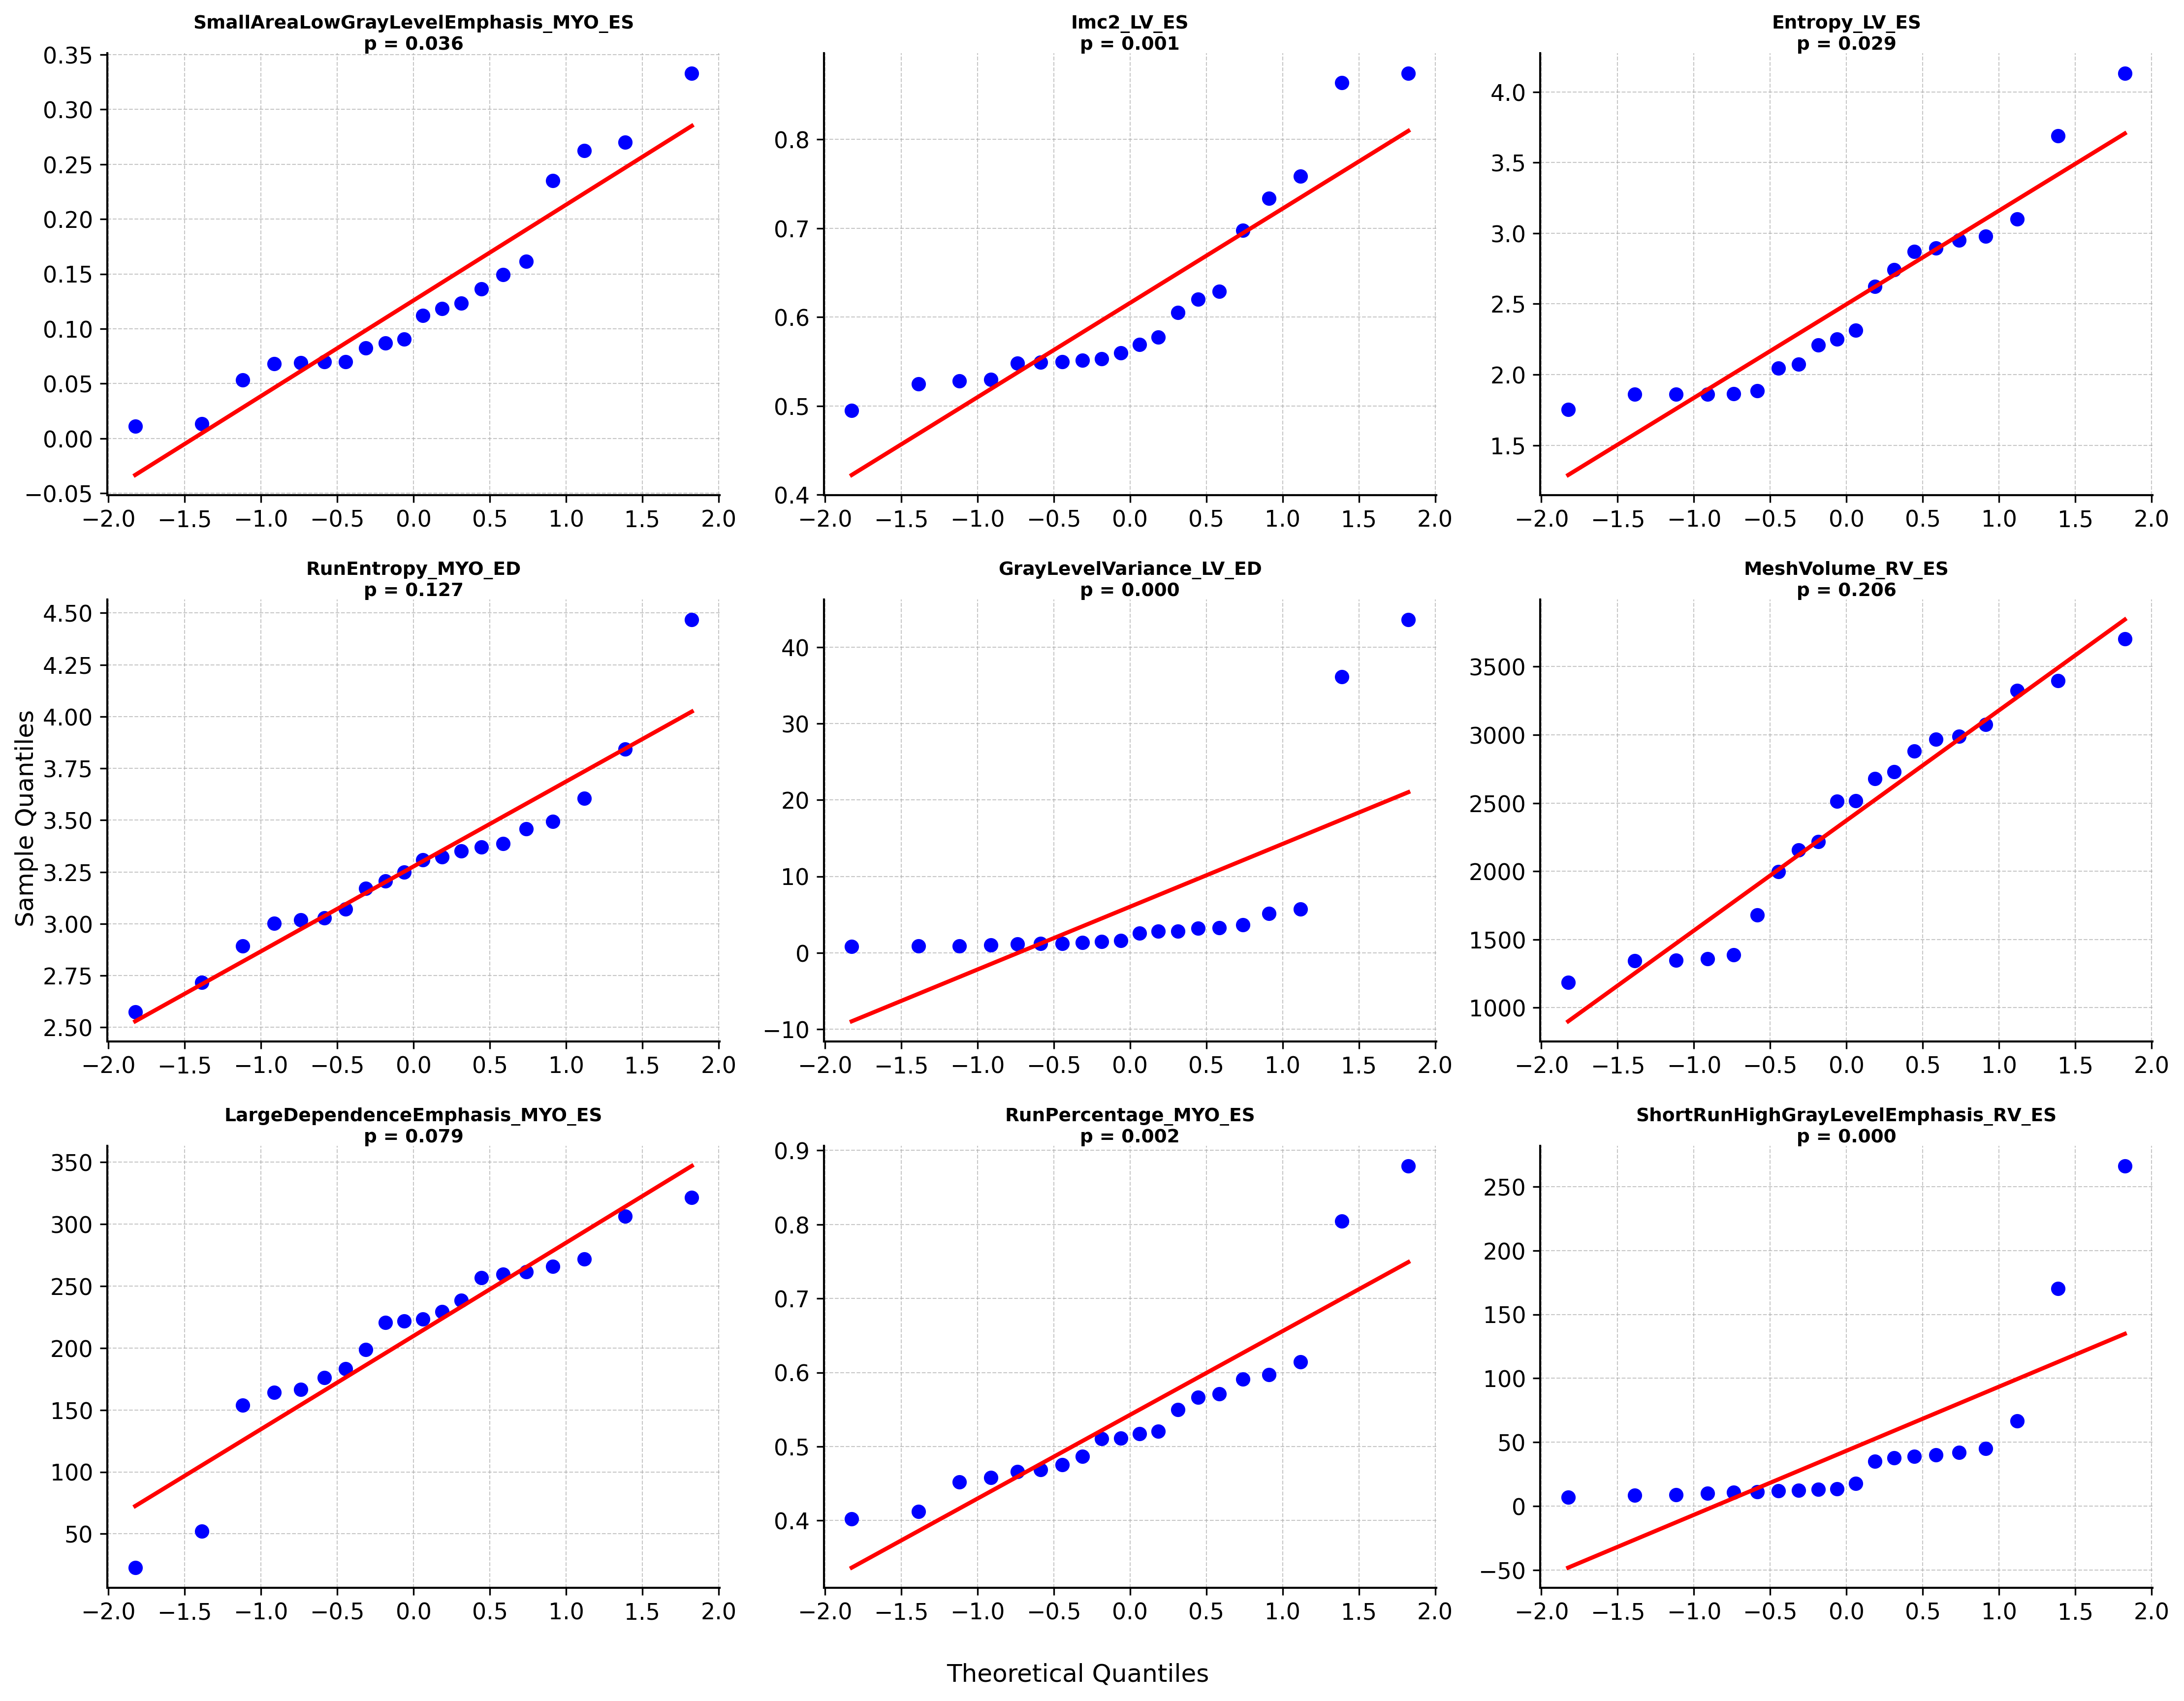 SmallAreaLowGrayLevelEmphasis_MYO_ES
p = 0.036
0.35
0.30
0.25
0.20
0.15
0.10
0.05
0.00
−0.05
−2.0 −1.5 −1.0 −0.5 0.0 0.5 1.0 1.5 2.0
Imc2_LV_ES
p = 0.001
0.8
0.7
0.6
0.5
0.4
−2.0 −1.5 −1.0 −0.5 0.0 0.5 1.0 1.5 2.0
Entropy_LV_ES
p = 0.029
4.0
3.5
3.0
2.5
2.0
1.5
−2.0 −1.5 −1.0 −0.5 0.0 0.5 1.0 1.5 2.0
Sample Quantiles
RunEntropy_MYO_ED
p = 0.127
4.50
4.25
4.00
3.75
3.50
3.25
3.00
2.75
2.50
−2.0 −1.5 −1.0 −0.5 0.0 0.5 1.0 1.5 2.0
GrayLevelVariance_LV_ED
p = 0.000
40
30
20
10
0
−10
−2.0 −1.5 −1.0 −0.5 0.0 0.5 1.0 1.5 2.0
MeshVolume_RV_ES
p = 0.206
3500
3000
2500
2000
1500
1000
−2.0 −1.5 −1.0 −0.5 0.0 0.5 1.0 1.5 2.0
LargeDependenceEmphasis_MYO_ES
p = 0.079
350
300
250
200
150
100
50
−2.0 −1.5 −1.0 −0.5 0.0 0.5 1.0 1.5 2.0
RunPercentage_MYO_ES
p = 0.002
0.9
0.8
0.7
0.6
0.5
0.4
−2.0 −1.5 −1.0 −0.5 0.0 0.5 1.0 1.5 2.0
ShortRunHighGrayLevelEmphasis_RV_ES
p = 0.000
250
200
150
100
50
0
−50
−2.0 −1.5 −1.0 −0.5 0.0 0.5 1.0 1.5 2.0
Theoretical Quantiles